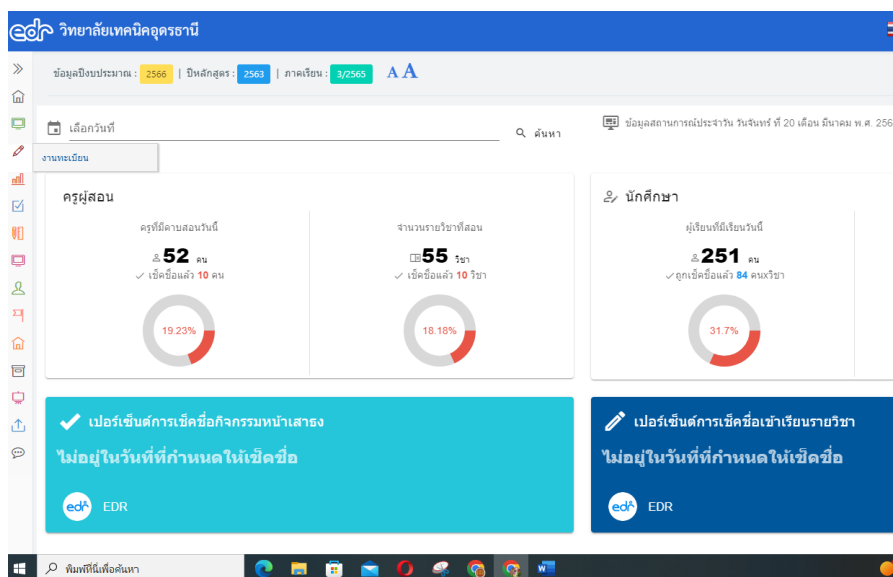 edr วิทยาลัยเทคนิคอุดรธานี
ข้อมูลปีงบประมาณ : 2566 | ปีหลักสูตร : 2563 | ภาคเรียน : 3/2565 A A
เลือกวันที่
ค้นหา
ข้อมูลสถานการณ์ประจำวัน วันจันทร์ ที่ 20 เดือน มีนาคม พ.ศ. 256
งานทะเบียน
ครูผู้สอน
ครูที่มีคาบสอนวันนี้
52 คน
เช็คชื่อแล้ว 10 คน
19.23%
จำนวนรายวิชาที่สอน
55 วิชา
เช็คชื่อแล้ว 10 วิชา
18.18%
นักศึกษา
ผู้เรียนที่มีเรียนวันนี้
251 คน
ถูกเช็คชื่อแล้ว 84 คนxวิชา
31.7%
เปอร์เซ็นต์การเช็คชื่อกิจกรรมหน้าเสาธง
ไม่อยู่ในวันที่ที่กำหนดให้เช็คชื่อ
edr EDR
เปอร์เซ็นต์การเช็คชื่อเข้าเรียนรายวิชา
ไม่อยู่ในวันที่ที่กำหนดให้เช็คชื่อ
edr EDR
พิมพ์ที่นี่เพื่อค้นหา